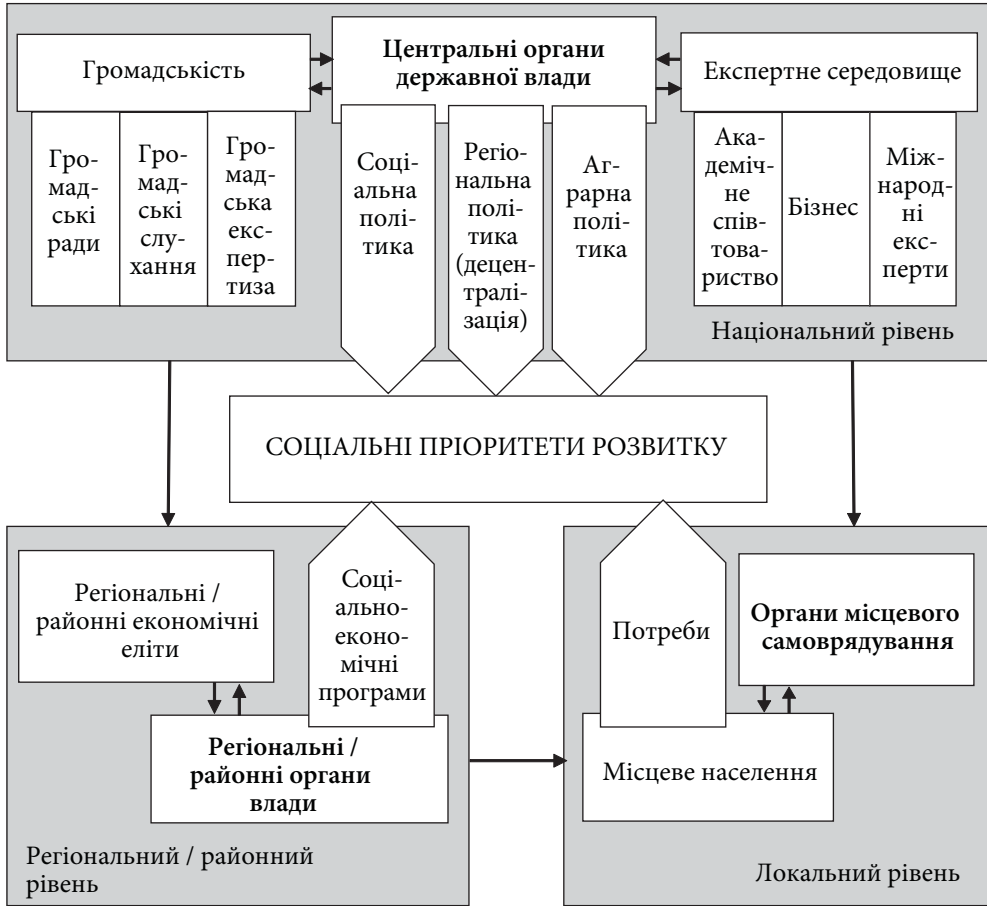 Громадськість
Центральні органи
державної влади
Експертне середовище
Гро-
мад-
ські
ради
Гро-
мад-
ські
слу-
хання
Гро-
мад-
ська
екс-
пер-
тиза
Соці-
альна
полі-
тика
Регіо-
нальна
полі-
тика
(децен-
тралі-
зація)
Аг-
рарна
полі-
тика
Ака-
деміч-
не
спів-
това-
риство
Бізнес
Між-
народ-
ні
екс-
перти
Національний рівень
СОЦІАЛЬНІ ПРІОРИТЕТИ РОЗВИТКУ
Регіональні /
районні економічні
еліти
Соці-
ально-
еконо-
мічні
програми
Регіональні /
районні органи
влади
Регіональний / районний
рівень
Потреби
Органи місцевого
самоврядування
Місцеве населення
Локальний рівень